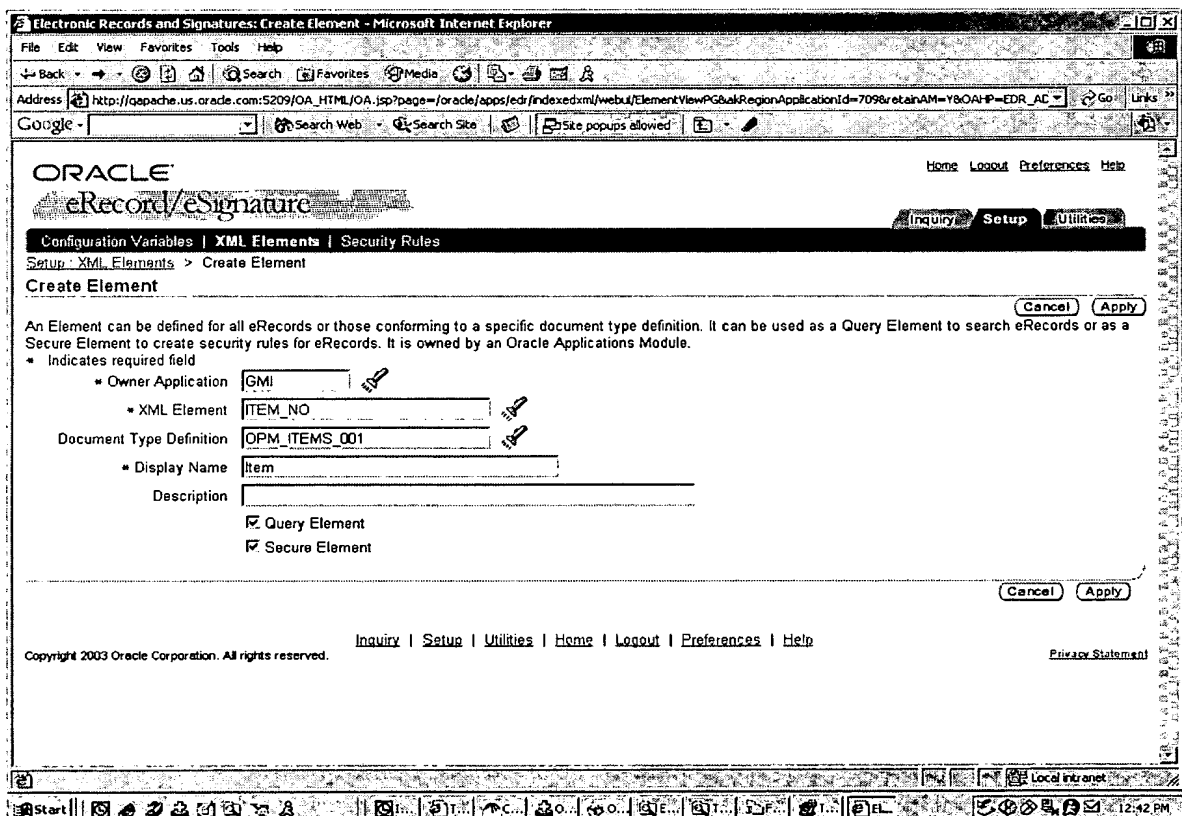 Electronic Records and Signatures: Create Element - Microsoft Internet Explorer
File Edit View Favorites Tools Help
Back Search Favorites Media
Address http://qapache.us.oracle.com:5209/OA_HTML/OA.jsp?page=/oracle/apps/edr/indexedxml/webui/ElementViewPG&akRegionApplicationId=709&retainAM=Y&OAHP=EDR_AD Go Links »
Google - Search Web Search Site Site popups allowed
ORACLE
eRecord/eSignature
Home Logout Preferences Help
Inquiry Setup Utilities
Configuration Variables | XML Elements | Security Rules
Setup : XML Elements > Create Element
Create Element
Cancel Apply
An Element can be defined for all eRecords or those conforming to a specific document type definition. It can be used as a Query Element to search eRecords or as a
Secure Element to create security rules for eRecords. It is owned by an Oracle Applications Module.
* Indicates required field
* Owner Application GMI
* XML Element ITEM_NO
Document Type Definition OPM_ITEMS_001
* Display Name Item
Description
Query Element
Secure Element
Cancel Apply
Inquiry | Setup | Utilities | Home | Logout | Preferences | Help
Copyright 2003 Oracle Corporation. All rights reserved.
Privacy Statement
Local intranet
Start I... T... C... O... O... E... T... F... T... EL... 12:42 PM